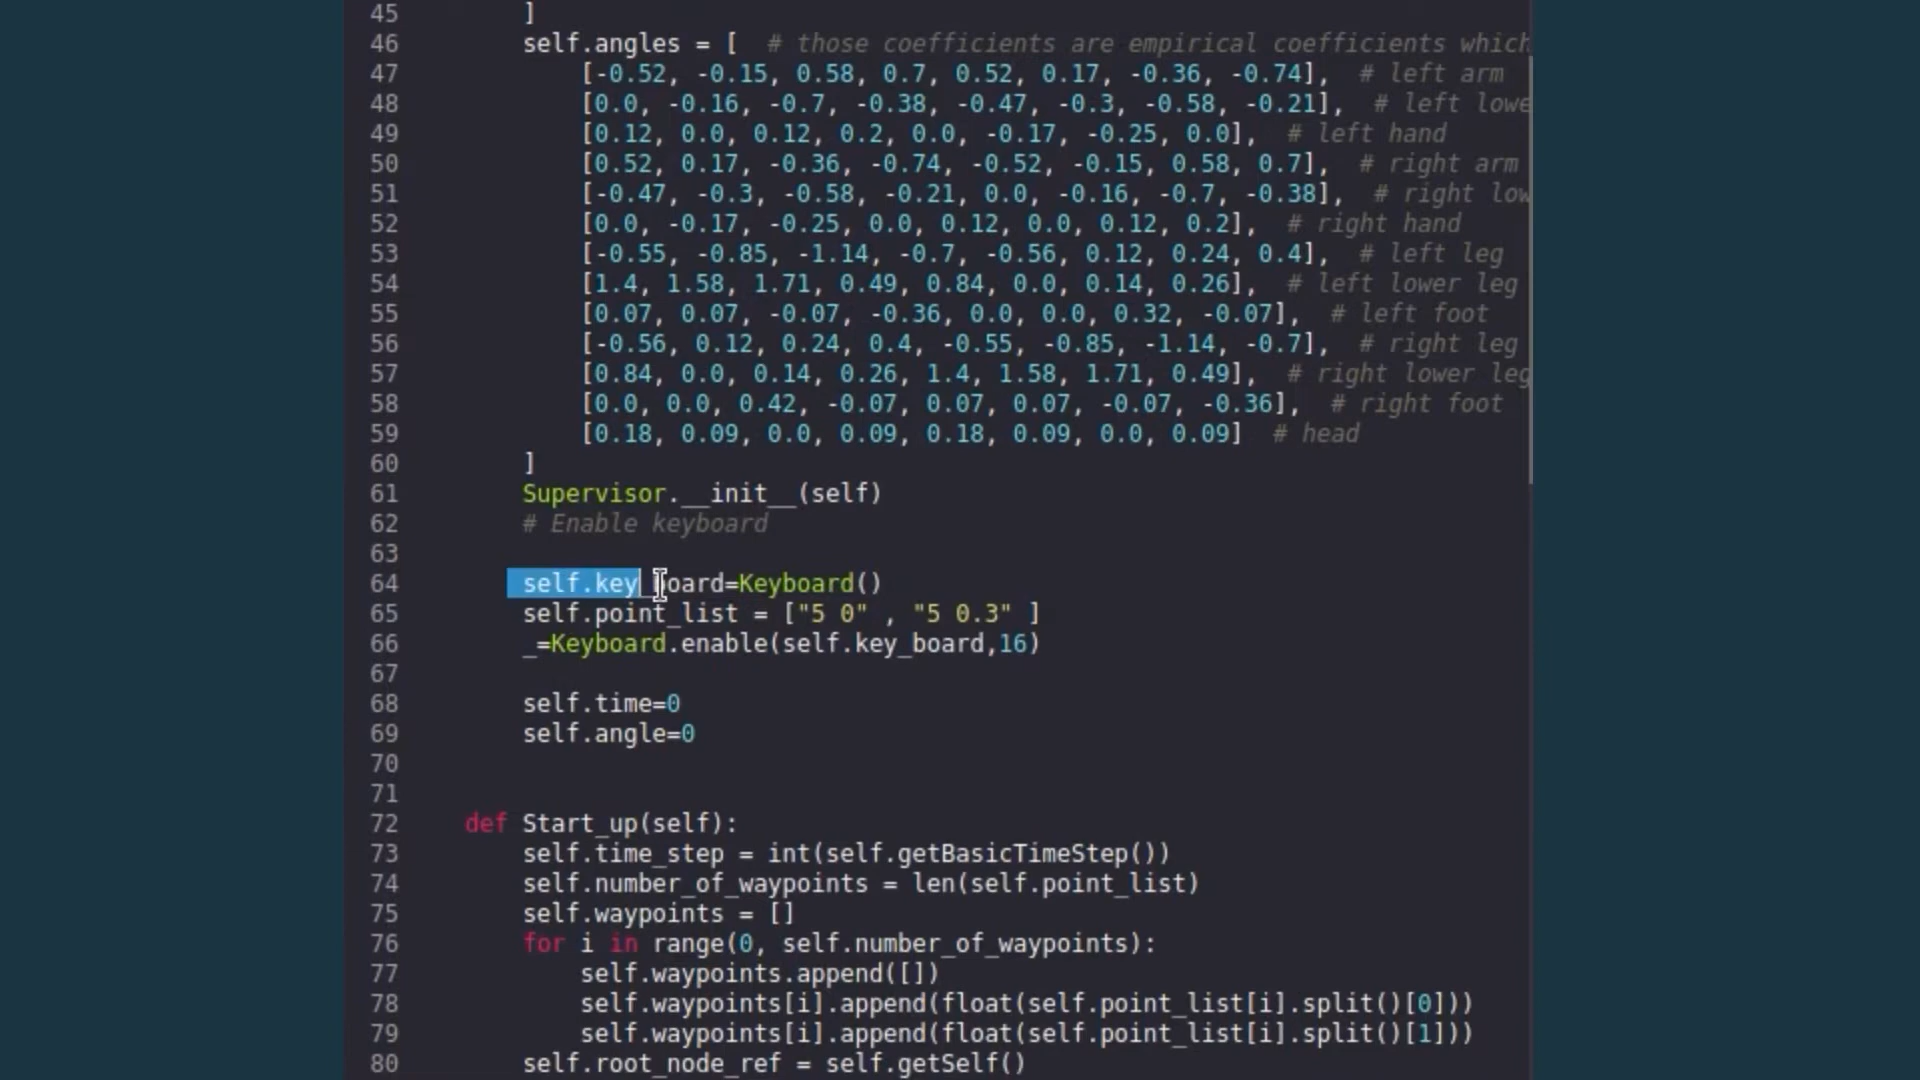 45 ]
46 self.angles = [ # those coefficients are empirical coefficients which
47 [-0.52, -0.15, 0.58, 0.7, 0.52, 0.17, -0.36, -0.74], # left arm
48 [0.0, -0.16, -0.7, -0.38, -0.47, -0.3, -0.58, -0.21], # left lowe
49 [0.12, 0.0, 0.12, 0.2, 0.0, -0.17, -0.25, 0.0], # left hand
50 [0.52, 0.17, -0.36, -0.74, -0.52, -0.15, 0.58, 0.7], # right arm
51 [-0.47, -0.3, -0.58, -0.21, 0.0, -0.16, -0.7, -0.38], # right low
52 [0.0, -0.17, -0.25, 0.0, 0.12, 0.0, 0.12, 0.2], # right hand
53 [-0.55, -0.85, -1.14, -0.7, -0.56, 0.12, 0.24, 0.4], # left leg
54 [1.4, 1.58, 1.71, 0.49, 0.84, 0.0, 0.14, 0.26], # left lower leg
55 [0.07, 0.07, -0.07, -0.36, 0.0, 0.0, 0.32, -0.07], # left foot
56 [-0.56, 0.12, 0.24, 0.4, -0.55, -0.85, -1.14, -0.7], # right leg
57 [0.84, 0.0, 0.14, 0.26, 1.4, 1.58, 1.71, 0.49], # right lower leg
58 [0.0, 0.0, 0.42, -0.07, 0.07, 0.07, -0.07, -0.36], # right foot
59 [0.18, 0.09, 0.0, 0.09, 0.18, 0.09, 0.0, 0.09] # head
60 ]
61 Supervisor.__init__(self)
62 # Enable keyboard
63
64 self.key_board=Keyboard()
65 self.point_list = ["5 0" , "5 0.3" ]
66 _=Keyboard.enable(self.key_board,16)
67
68 self.time=0
69 self.angle=0
70
71
72 def Start_up(self):
73 self.time_step = int(self.getBasicTimeStep())
74 self.number_of_waypoints = len(self.point_list)
75 self.waypoints = []
76 for i in range(0, self.number_of_waypoints):
77 self.waypoints.append([])
78 self.waypoints[i].append(float(self.point_list[i].split()[0]))
79 self.waypoints[i].append(float(self.point_list[i].split()[1]))
80 self.root_node_ref = self.getSelf()